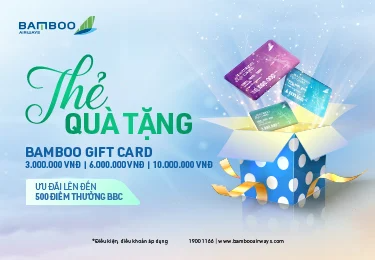 BAMBOO
AIRWAYS
Thẻ
QUÀ TẶNG
BAMBOO GIFT CARD
3.000.000 VNĐ | 6.000.000 VNĐ | 10.000.000 VNĐ
ƯU ĐÃI LÊN ĐẾN
500 ĐIỂM THƯỞNG BBC
*Điều kiện, điều khoản áp dụng 19001166 | www.bambooairways.com